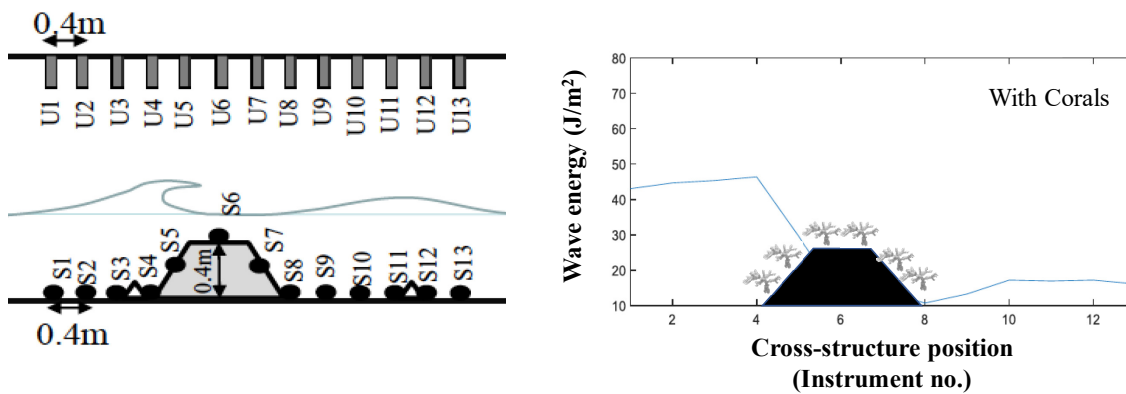 0.4m
U1
U2
U3
U4
U5
U6
U7
U8
U9
U10
U11
U12
U13
S1
S2
S3
S4
S5
S6
S7
S8
S9
S10
S11
S12
S13
0.4m
0.4m
Wave energy (J/m²)
80
70
60
50
40
30
20
10
With Corals
2
4
6
8
10
12
Cross-structure position
(Instrument no.)